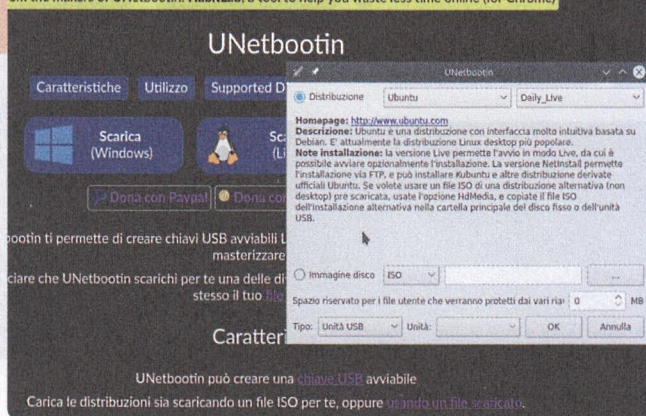 UNetbootin
Caratteristiche Utilizzo Supported D
Scarica
(Windows)
Sc
(Li
Dona con Paypal
Dona co
ootin ti permette di creare chiavi USB avviabili L
masterizzare
ciare che UNetbootin scarichi per te una delle di
stesso il tuo file
Caratteri
UNetbootin può creare una chiave USB avviabile
Carica le distribuzioni sia scaricando un file ISO per te, oppure usando un file scaricato.
UNetbootin
Distribuzione Ubuntu Daily_Live
Homepage: http://www.ubuntu.com
Descrizione: Ubuntu è una distribuzione con interfaccia molto intuitiva basata su
Debian. E' attualmente la distribuzione Linux desktop più popolare.
Note installazione: la versione Live permette l'avvio in modo Live, da cui è
possibile avviare opzionalmente l'installazione. La versione NetInstall permette
l'installazione via FTP, e può installare Kubuntu e altre distribuzione derivate
ufficiali Ubuntu. Se volete usare un file ISO di una distribuzione alternativa (non
desktop) pre scaricata, usate l'opzione HdMedia, e copiate il file ISO
dell'installazione alternativa nella cartella principale del disco fisso o dell'unità
USB.
Immagine disco ISO ...
Spazio riservato per i file utente che verranno protetti dai vari ria 0 MB
Tipo: Unità USB Unità: OK Annulla